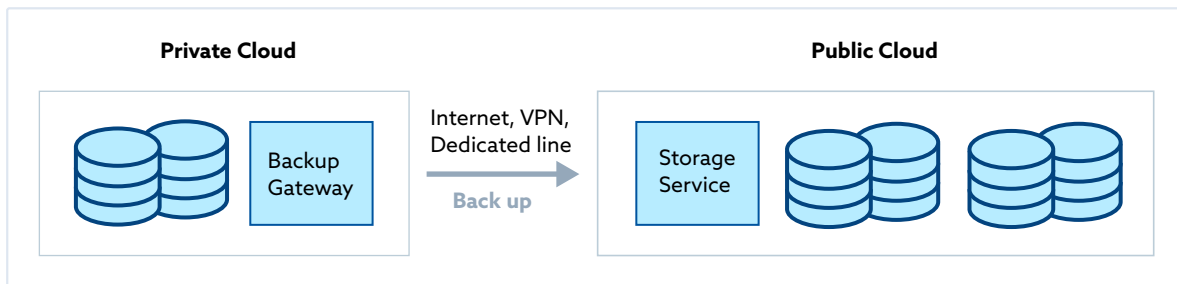 Private Cloud
Public Cloud
Backup
Gateway
Internet, VPN,
Dedicated line
Back up
Storage
Service